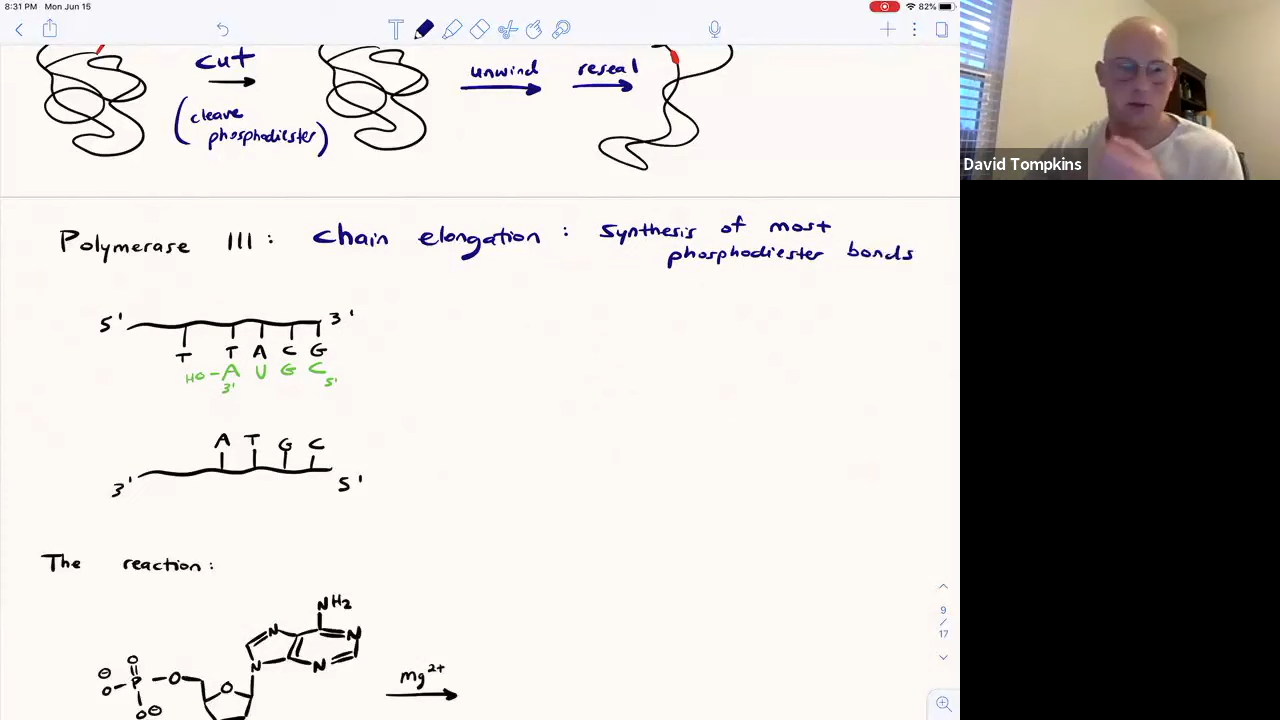 8:31 PM Mon Jun 15
82%
T
cut
(cleave
phosphodiester)
unwind
reseal
David Tompkins
Polymerase III: chain elongation: synthesis of most
phosphodiester bonds
5' 3'
T T A C G
HO-A U G C
3' 5'
A T G C
3' 5'
The reaction:
9
/
17
NH2
N N
N N
⊖ O
O-P-O O
O⊖
Mg2+